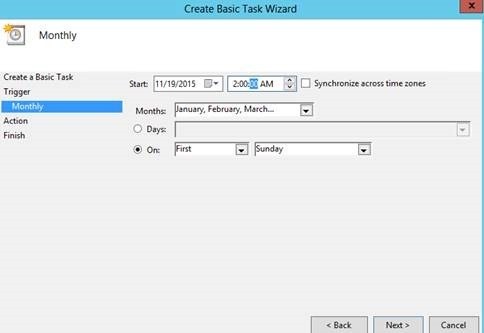 Create Basic Task Wizard
x
Monthly
Create a Basic Task
Trigger
Monthly
Action
Finish
Start: 11/19/2015 2:00:00 AM Synchronize across time zones
Months: January, February, March...
Days:
On: First Sunday
< Back Next > Cancel